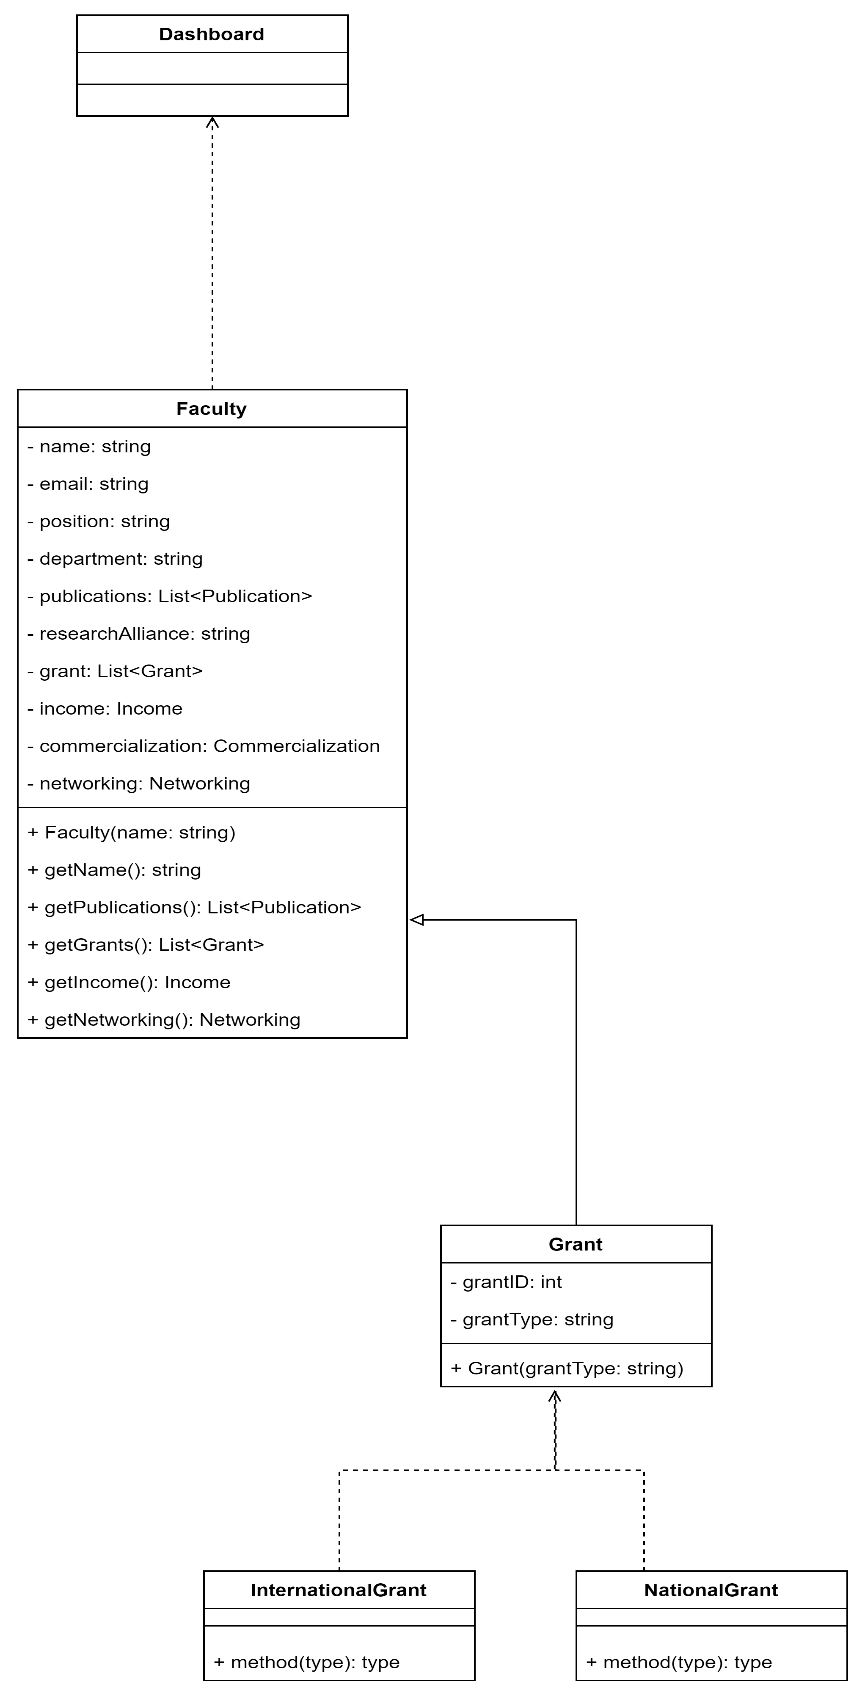 Dashboard
Faculty
- name: string
- email: string
- position: string
- department: string
- publications: List<Publication>
- researchAlliance: string
- grant: List<Grant>
- income: Income
- commercialization: Commercialization
- networking: Networking
+ Faculty(name: string)
+ getName(): string
+ getPublications(): List<Publication>
+ getGrants(): List<Grant>
+ getIncome(): Income
+ getNetworking(): Networking
Grant
- grantID: int
- grantType: string
+ Grant(grantType: string)
InternationalGrant
+ method(type): type
NationalGrant
+ method(type): type